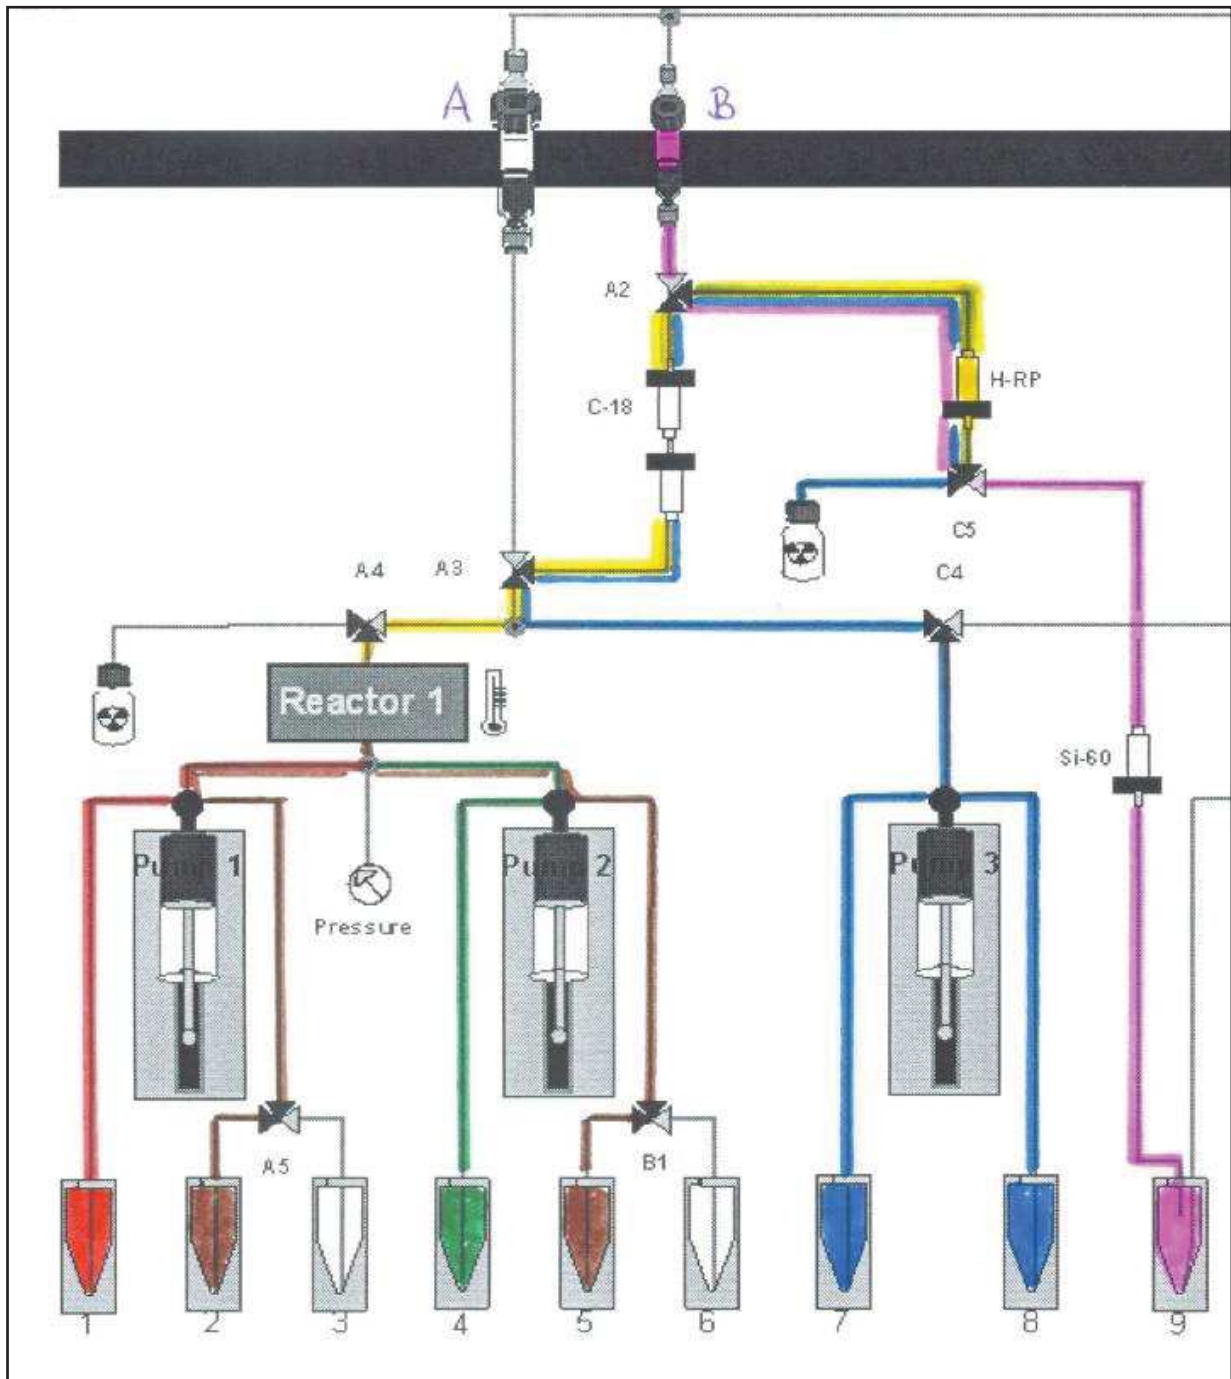 A
B
A2
H-RP
C-18
C5
A4
A3
C4
Reactor 1
Si-60
Pump 1
Pump 2
Pump 3
Pressure
A5
B1
1
2
3
4
5
6
7
8
9